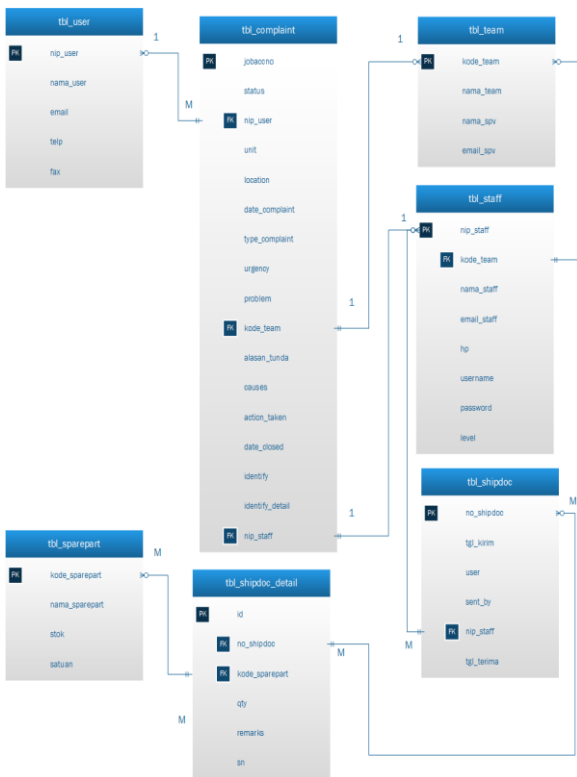 tbl_user
PK nip_user
nama_user
email
telp
fax
1
M
tbl_complaint
PK jobaccno
status
FK nip_user
unit
location
date_complaint
type_complaint
urgency
problem
FK kode_team
alasan_tunda
causes
action_taken
date_closed
identify
identify_detail
FK nip_staff
1
1
1
1
tbl_team
PK kode_team
nama_team
nama_spv
email_spv
tbl_staff
PK nip_staff
FK kode_team
nama_staff
email_staff
hp
username
password
level
tbl_shipdoc
PK no_shipdoc
tgl_kirim
user
sent_by
FK nip_staff
tgl_terima
M
M
tbl_sparepart
PK kode_sparepart
nama_sparepart
stok
satuan
M
M
tbl_shipdoc_detail
PK id
FK no_shipdoc
FK kode_sparepart
qty
remarks
sn
M